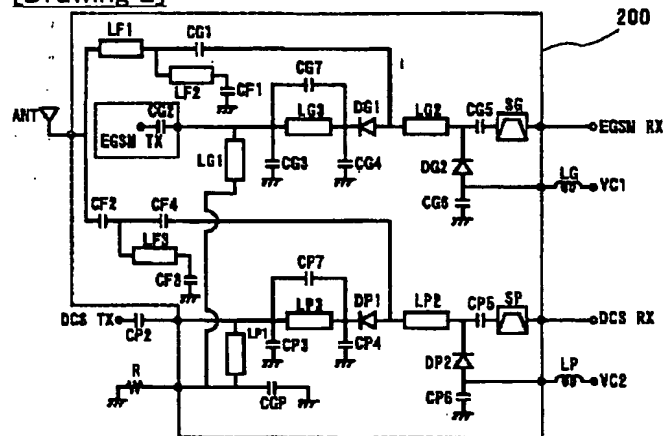 200
LF1
CG1
LF2
CF1
CG7
ANT
CG2
EGSM TX
LG1
LG3
DG1
LG2
CG5
SG
EGSM RX
CG3
CG4
DG2
LG
VC1
CG6
CF2
CF4
LF3
CF3
CP7
DCS TX
CP2
LP3
DP1
LP2
CP5
SP
DCS RX
LP1
CP3
CP4
DP2
LP
VC2
R
CGP
CP6